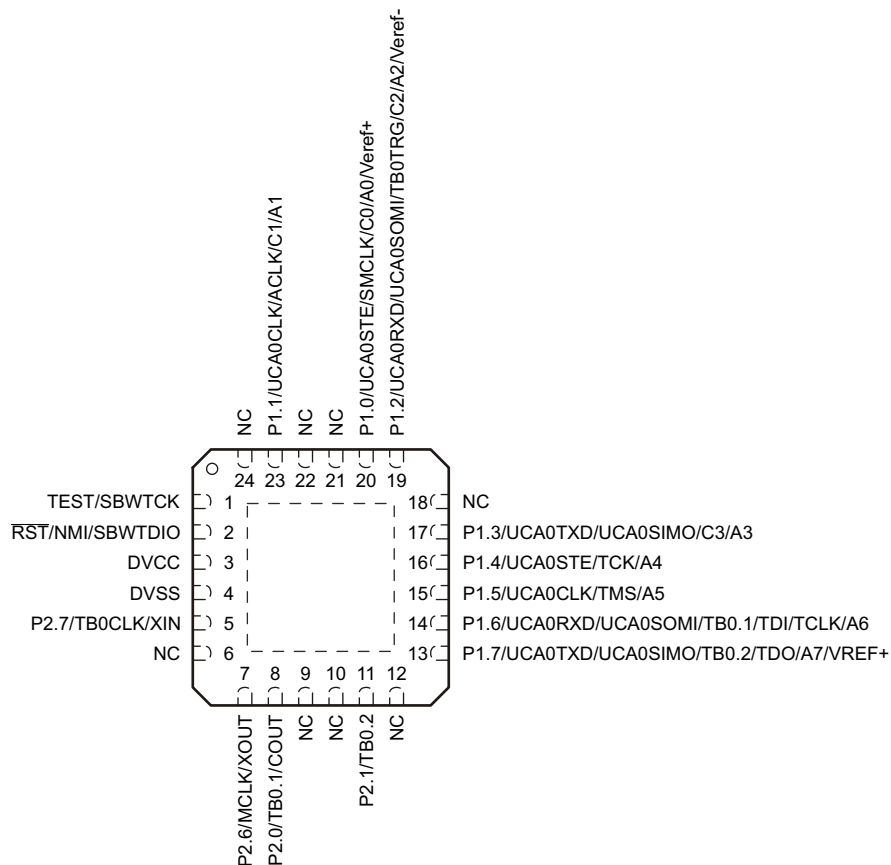 NC
P1.1/UCA0CLK/ACLK/C1/A1
NC
NC
P1.0/UCA0STE/SMCLK/C0/A0/Veref+
P1.2/UCA0RXD/UCA0SOMI/TB0TRG/C2/A2/Veref-
24 23 22 21 20 19
TEST/SBWTCK 1
RST/NMI/SBWTDIO 2
DVCC 3
DVSS 4
P2.7/TB0CLK/XIN 5
NC 6
18 NC
17 P1.3/UCA0TXD/UCA0SIMO/C3/A3
16 P1.4/UCA0STE/TCK/A4
15 P1.5/UCA0CLK/TMS/A5
14 P1.6/UCA0RXD/UCA0SOMI/TB0.1/TDI/TCLK/A6
13 P1.7/UCA0TXD/UCA0SIMO/TB0.2/TDO/A7/VREF+
7 8 9 10 11 12
P2.6/MCLK/XOUT
P2.0/TB0.1/COUT
NC
NC
P2.1/TB0.2
NC